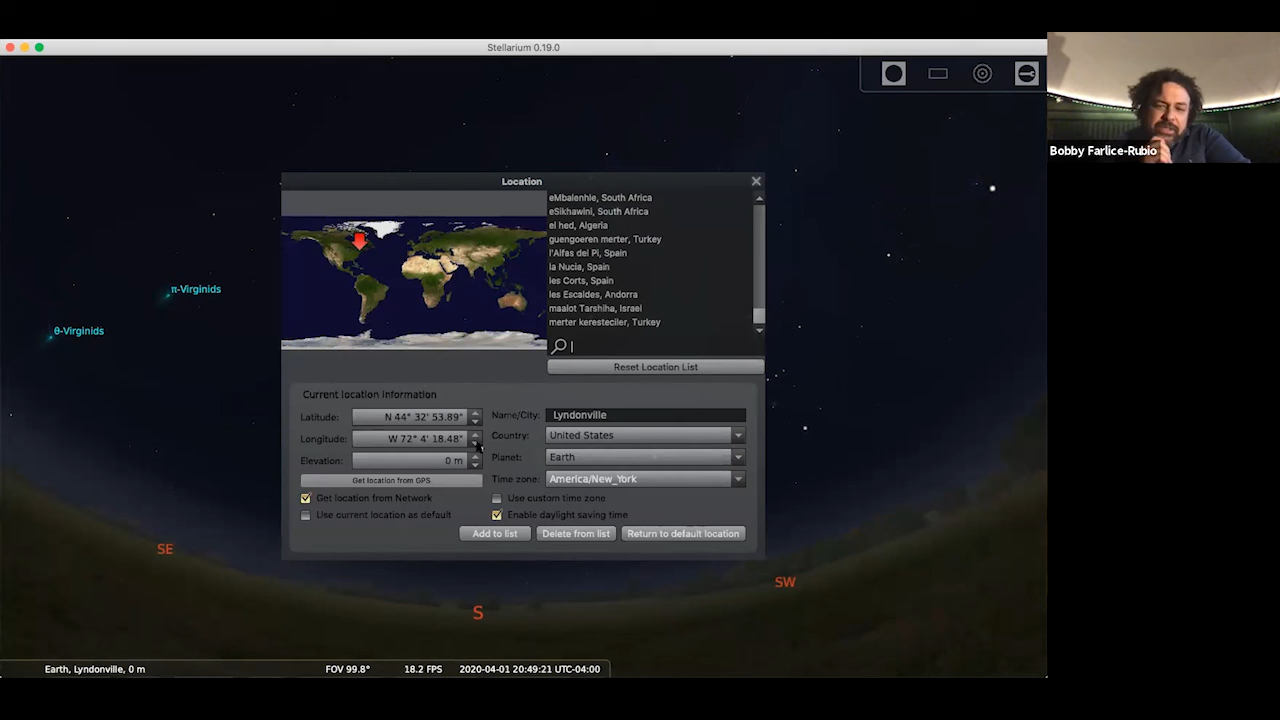 Stellarium 0.19.0
Bobby Farlice-Rubio
Location
eMbalenhle, South Africa
eSikhawini, South Africa
el hed, Algeria
guengoeren merter, Turkey
l'Alfas del Pi, Spain
la Nucia, Spain
les Corts, Spain
les Escaldes, Andorra
maalot Tarshiha, Israel
merter keresteciler, Turkey
Reset Location List
π-Virginids
θ-Virginids
Current location information
Latitude: N 44° 32' 53.89" Name/City: Lyndonville
Longitude: W 72° 4' 18.48" Country: United States
Elevation: 0 m Planet: Earth
Get location from GPS Time zone: America/New_York
Get location from Network Use custom time zone
Use current location as default Enable daylight saving time
Add to list Delete from list Return to default location
SE
SW
S
Earth, Lyndonville, 0 m FOV 99.8° 18.2 FPS 2020-04-01 20:49:21 UTC-04:00